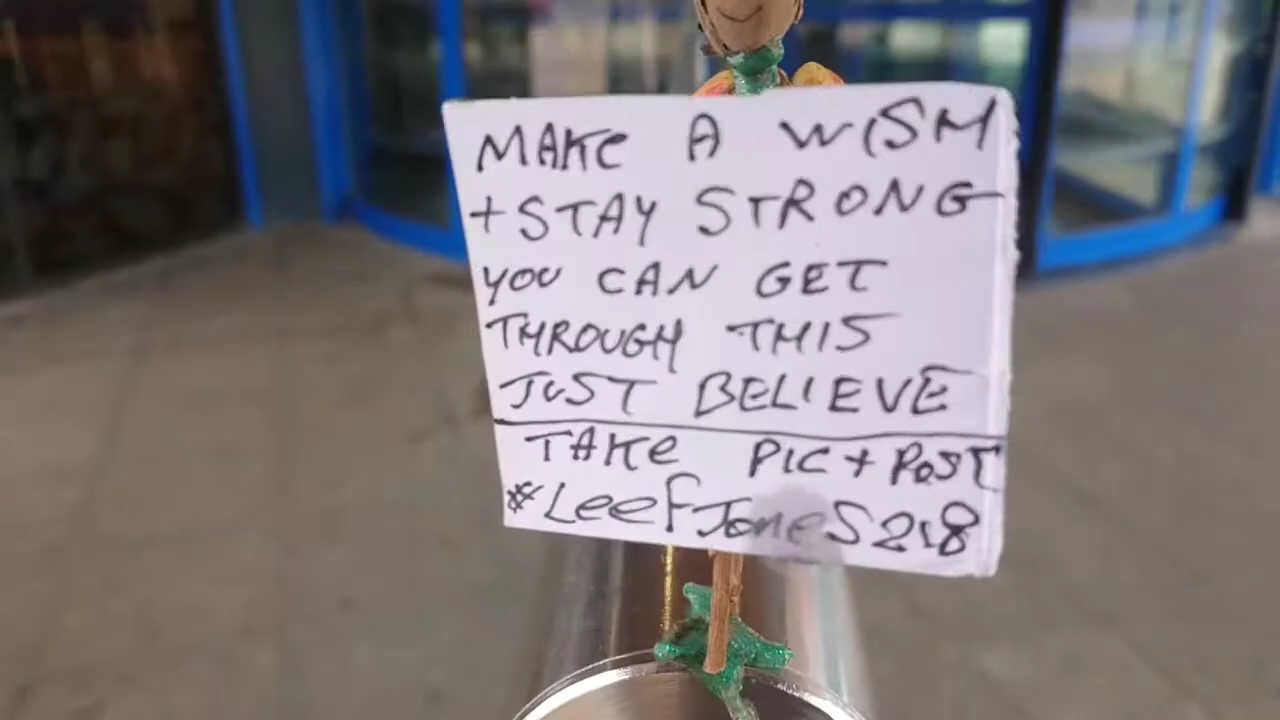 MAKe A WISH
+STAY STRONG
YOU CAN GET
THROUGH THIS
JUST BELIEVE
TAKe PIC + POST
#LeeFJoneS218